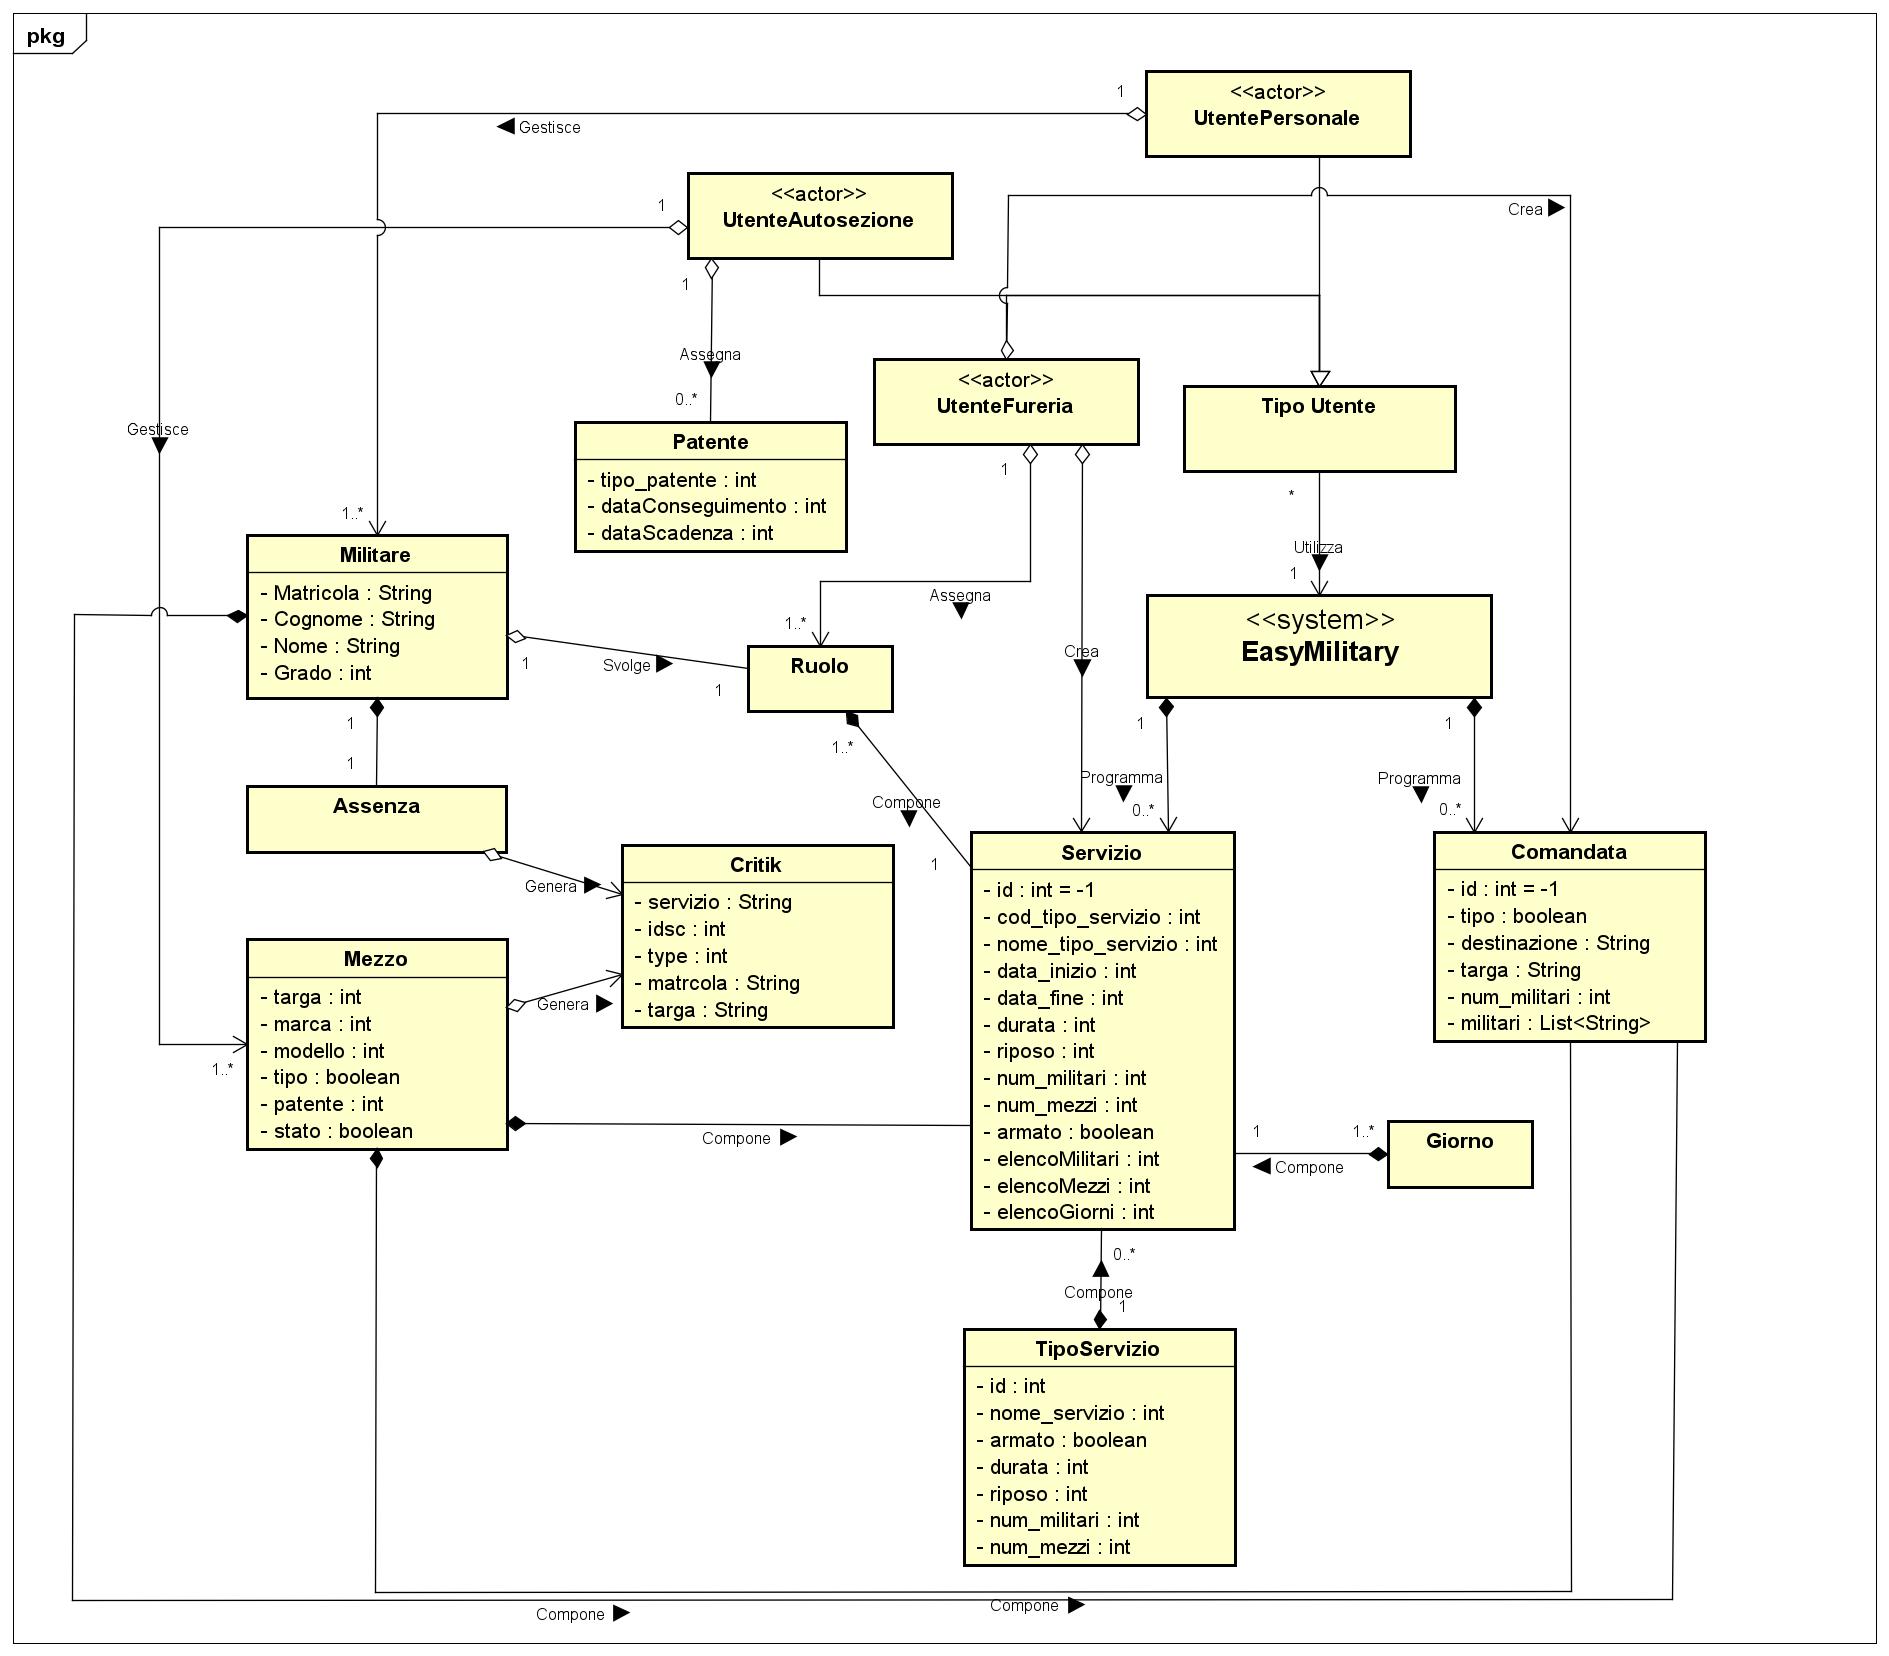 pkg
<<actor>>
UtentePersonale
1
Gestisce
<<actor>>
UtenteAutosezione
1
1
Crea
Assegna
0..*
Gestisce
<<actor>>
UtenteFureria
1
Tipo Utente
*
Utilizza
1
Patente
- tipo_patente : int
- dataConseguimento : int
- dataScadenza : int
1..*
Militare
- Matricola : String
- Cognome : String
- Nome : String
- Grado : int
1
Svolge
1
Assegna
1..*
Ruolo
Crea
<<system>>
EasyMilitary
1
1
1
1
Programma
0..*
Programma
0..*
1..*
Compone
1
Assenza
Genera
Critik
- servizio : String
- idsc : int
- type : int
- matrcola : String
- targa : String
Genera
Mezzo
- targa : int
- marca : int
- modello : int
- tipo : boolean
- patente : int
- stato : boolean
1..*
Compone
Servizio
- id : int = -1
- cod_tipo_servizio : int
- nome_tipo_servizio : int
- data_inizio : int
- data_fine : int
- durata : int
- riposo : int
- num_militari : int
- num_mezzi : int
- armato : boolean
- elencoMilitari : int
- elencoMezzi : int
- elencoGiorni : int
Comandata
- id : int = -1
- tipo : boolean
- destinazione : String
- targa : String
- num_militari : int
- militari : List<String>
1
1..*
Compone
Giorno
0..*
Compone
1
TipoServizio
- id : int
- nome_servizio : int
- armato : boolean
- durata : int
- riposo : int
- num_militari : int
- num_mezzi : int
Compone
Compone